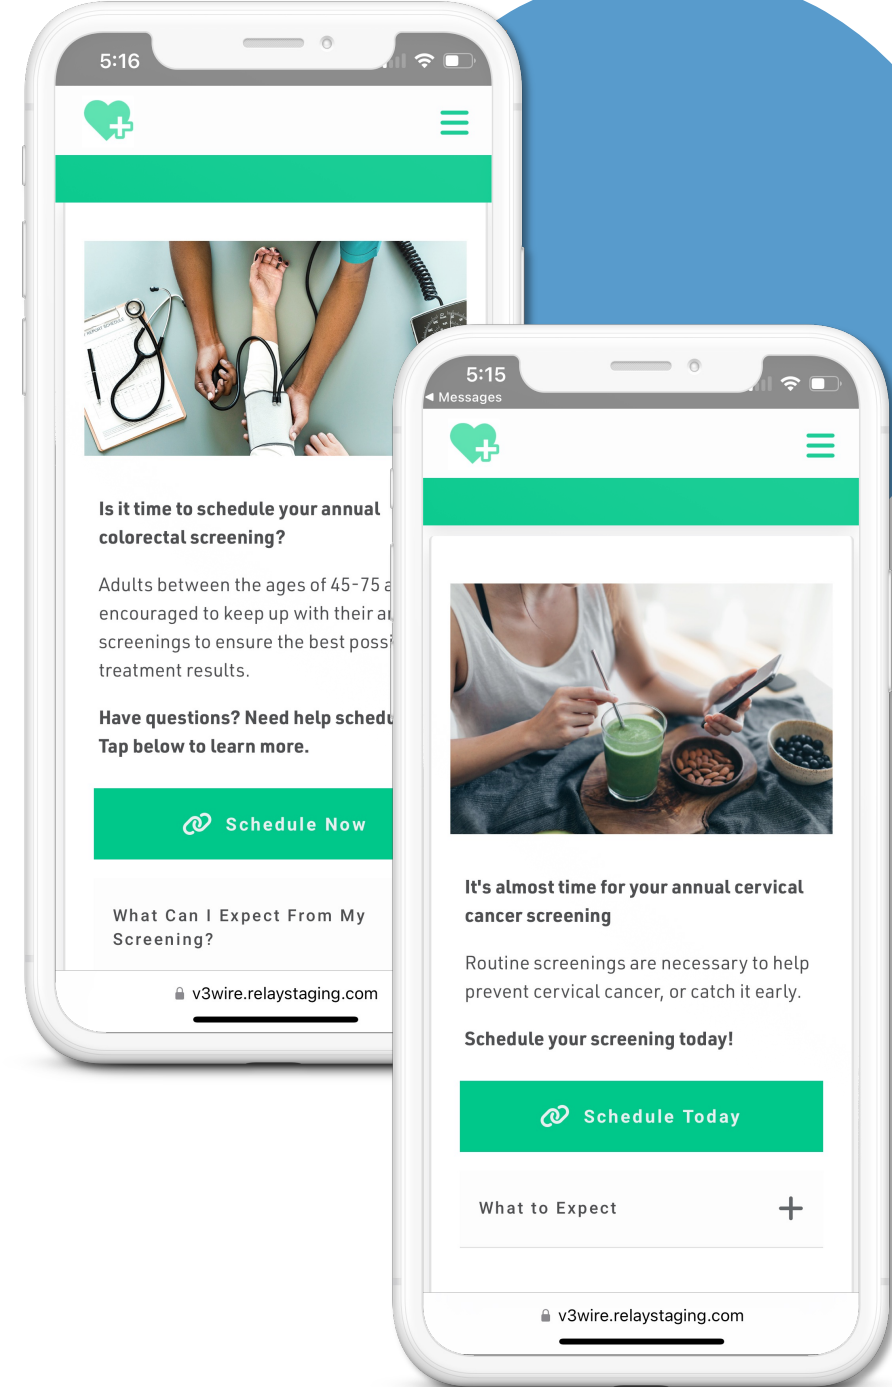 5:16
Is it time to schedule your annual
colorectal screening?
Adults between the ages of 45-75
encouraged to keep up with their
screenings to ensure the best
treatment results.
Have questions? Need help
Tap below to learn more.
Schedule Now
What Can I Expect From My
Screening?
v3wire.relaystaging.com
5:15
Messages
It's almost time for your annual cervical
cancer screening
Routine screenings are necessary to help
prevent cervical cancer, or catch it early.
Schedule your screening today!
Schedule Today
What to Expect
v3wire.relaystaging.com